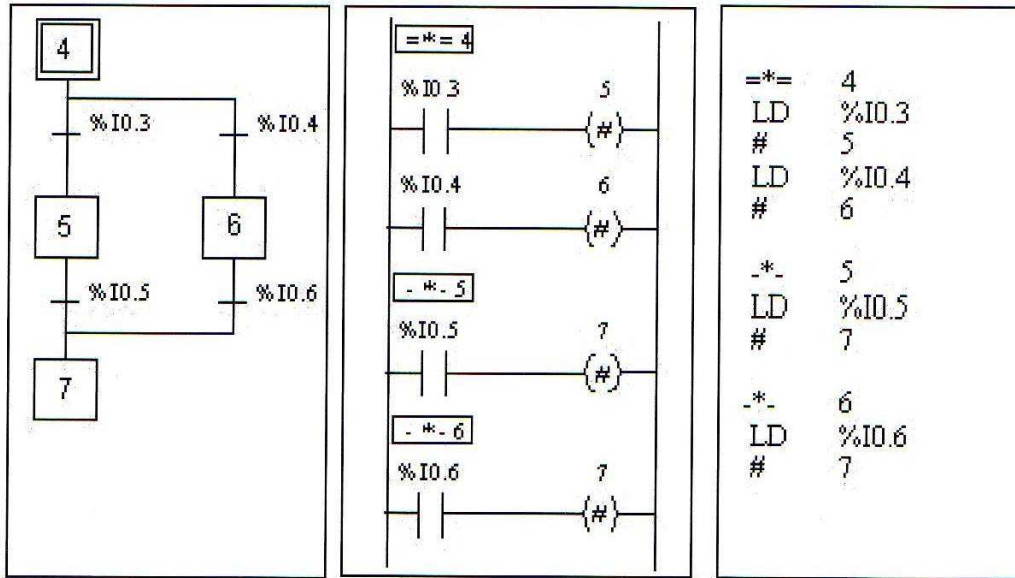 4
%I0.3 %I0.4
5 6
%I0.5 %I0.6
7
=*= 4
%I0.3 5
(#)
%I0.4 6
(#)
-*- 5
%I0.5 7
(#)
-*- 6
%I0.6 7
(#)
=*= 4
LD %I0.3
# 5
LD %I0.4
# 6
-*- 5
LD %I0.5
# 7
-*- 6
LD %I0.6
# 7